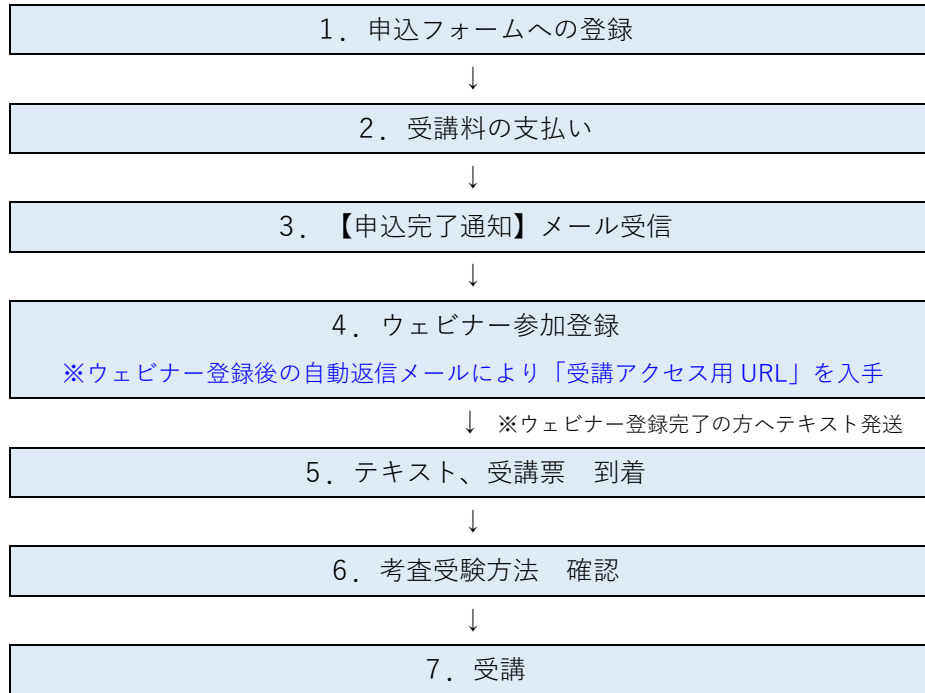 1．申込フォームへの登録
↓
2．受講料の支払い
↓
3．【申込完了通知】メール受信
↓
4．ウェビナー参加登録
※ウェビナー登録後の自動返信メールにより「受講アクセス用 URL」を入手
↓ ※ウェビナー登録完了の方へテキスト発送
5．テキスト、受講票　到着
↓
6．考査受験方法　確認
↓
7．受講